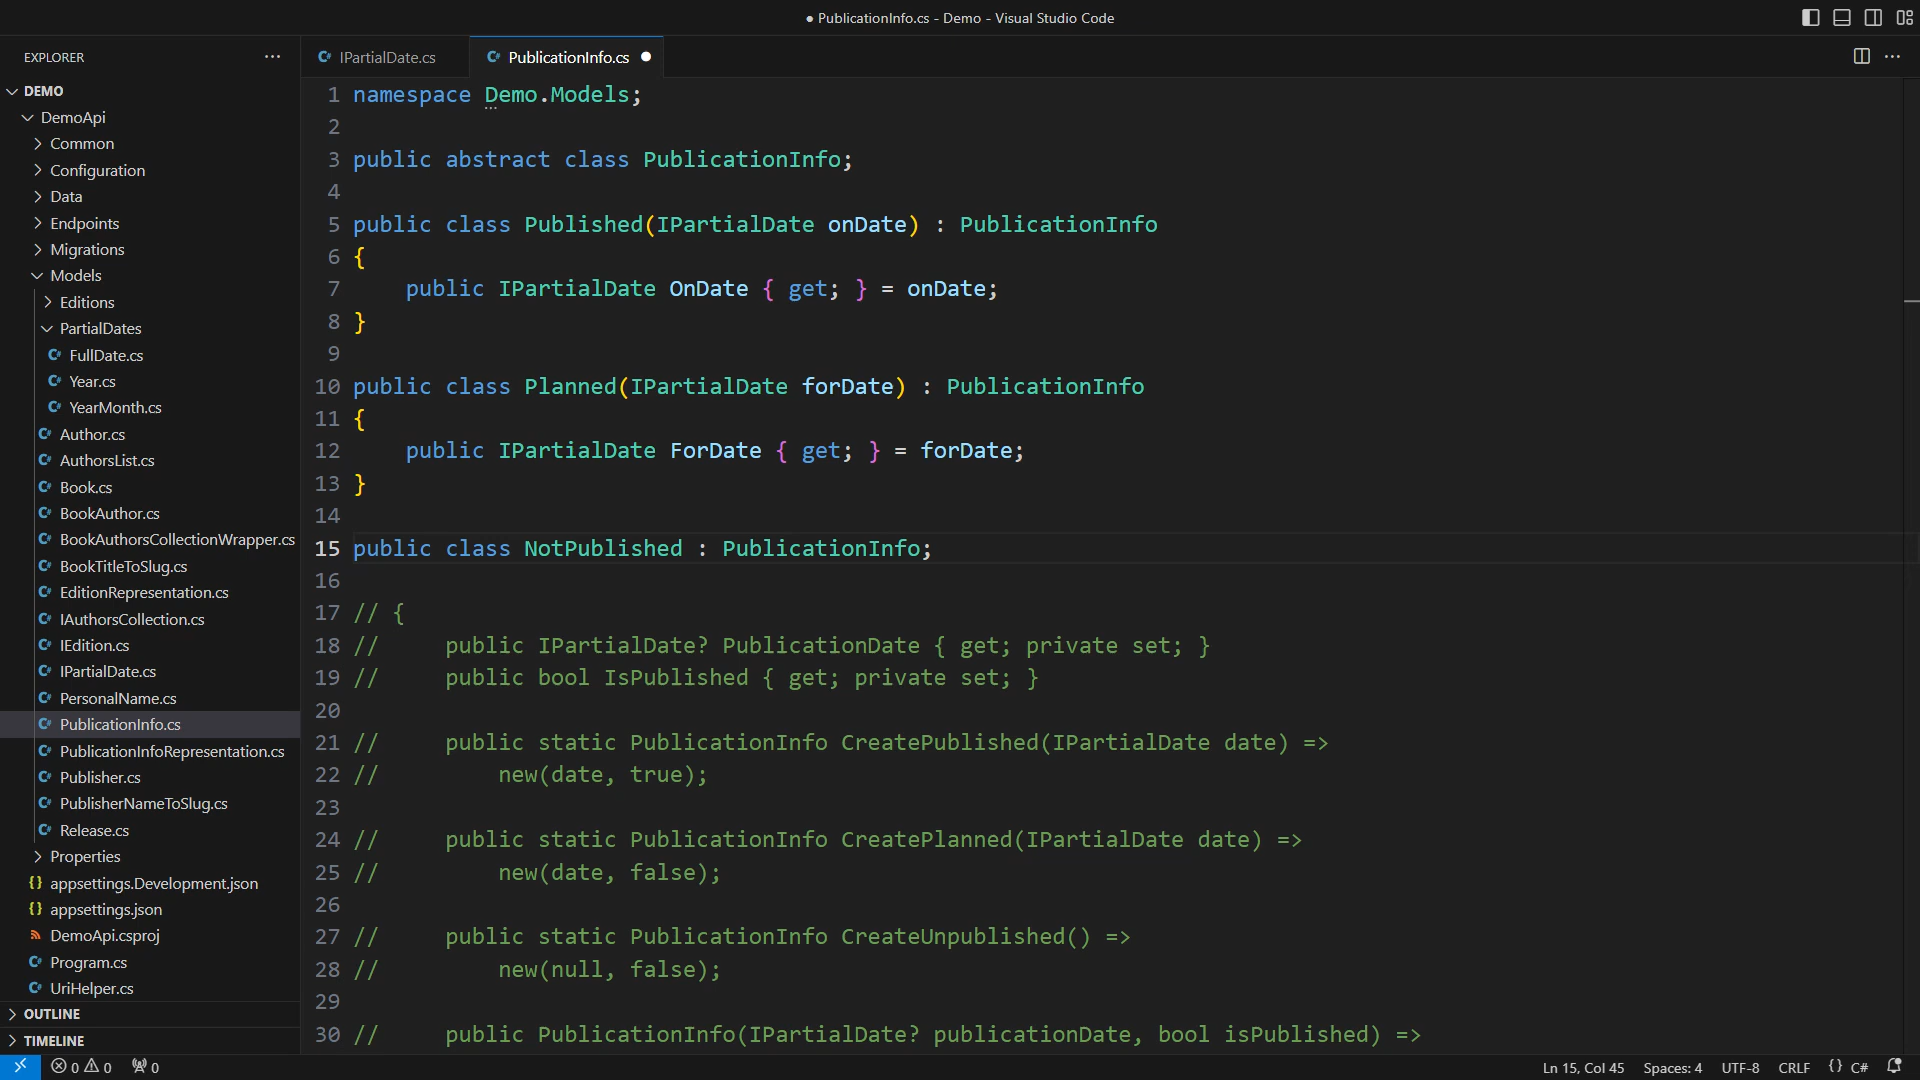 ● PublicationInfo.cs - Demo - Visual Studio Code
EXPLORER
DEMO
DemoApi
Common
Configuration
Data
Endpoints
Migrations
Models
Editions
PartialDates
FullDate.cs
Year.cs
YearMonth.cs
Author.cs
AuthorsList.cs
Book.cs
BookAuthor.cs
BookAuthorsCollectionWrapper.cs
BookTitleToSlug.cs
EditionRepresentation.cs
IAuthorsCollection.cs
IEdition.cs
IPartialDate.cs
PersonalName.cs
PublicationInfo.cs
PublicationInfoRepresentation.cs
Publisher.cs
PublisherNameToSlug.cs
Release.cs
Properties
appsettings.Development.json
appsettings.json
DemoApi.csproj
Program.cs
UriHelper.cs
OUTLINE
TIMELINE
IPartialDate.cs
PublicationInfo.cs
1 namespace Demo.Models;
2
3 public abstract class PublicationInfo;
4
5 public class Published(IPartialDate onDate) : PublicationInfo
6 {
7     public IPartialDate OnDate { get; } = onDate;
8 }
9
10 public class Planned(IPartialDate forDate) : PublicationInfo
11 {
12     public IPartialDate ForDate { get; } = forDate;
13 }
14
15 public class NotPublished : PublicationInfo;
16
17 // {
18 //     public IPartialDate? PublicationDate { get; private set; }
19 //     public bool IsPublished { get; private set; }
20
21 //     public static PublicationInfo CreatePublished(IPartialDate date) =>
22 //         new(date, true);
23
24 //     public static PublicationInfo CreatePlanned(IPartialDate date) =>
25 //         new(date, false);
26
27 //     public static PublicationInfo CreateUnpublished() =>
28 //         new(null, false);
29
30 //     public PublicationInfo(IPartialDate? publicationDate, bool isPublished) =>
0 0 0
Ln 15, Col 45 Spaces: 4 UTF-8 CRLF {} C#